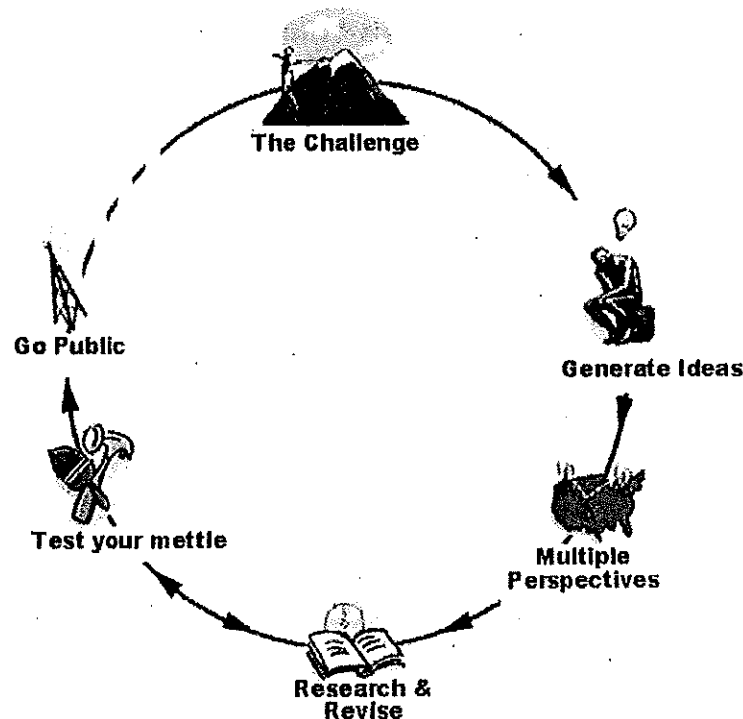 The Challenge
Generate Ideas
Multiple
Perspectives
Research &
Revise
Test your mettle
Go Public